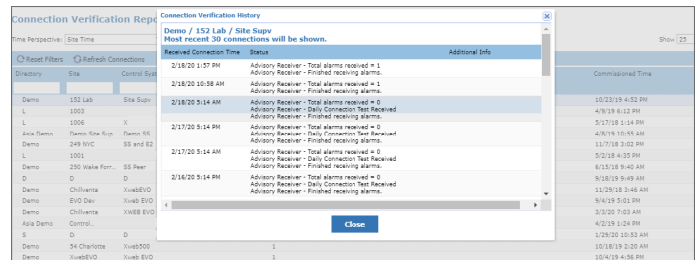 Connection Verification Repo
Time Perspective: Site Time
Show 25
Reset Filters Refresh Connections
Directory Site Control Syst Commissioned Time
Demo 152 Lab Site Supv 10/23/19 4:52 PM
L 1003 4/9/19 6:12 PM
L 1006 X 5/17/18 1:14 PM
Asia Demo Demo Site Sup Demo SS 4/8/19 10:55 AM
Demo 249 NYC SS and E2 11/7/18 3:02 PM
L 1001 5/2/18 4:35 PM
Demo 250 Wake Forr... SS Peer 6/15/18 9:40 AM
D D D 9/18/19 9:49 AM
Demo Chillventa XwebEVO 11/29/18 3:46 AM
Demo EVO Dev Xweb EVO 9/4/19 5:01 PM
Demo Chillventa XWEB EVO 3/3/20 7:03 AM
Asia Demo Control... 4/2/19 1:24 PM
S D D 1/29/20 10:53 AM
Demo 54 Charlotte Xweb500 1 10/18/19 2:20 AM
Demo XwebEVO Xweb EVO 1 10/4/19 4:56 PM
Connection Verification History
Demo / 152 Lab / Site Supv
Most recent 30 connections will be shown.
Received Connection Time Status Additional Info
2/18/20 1:57 PM Advisory Receiver - Total alarms received = 1
Advisory Receiver - Finished receiving alarms.
2/18/20 10:58 AM Advisory Receiver - Total alarms received = 1
Advisory Receiver - Finished receiving alarms.
2/18/20 5:14 AM Advisory Receiver - Total alarms received = 0
Advisory Receiver - Daily Connection Test Received
Advisory Receiver - Finished receiving alarms.
2/17/20 5:14 PM Advisory Receiver - Total alarms received = 0
Advisory Receiver - Daily Connection Test Received
Advisory Receiver - Finished receiving alarms.
2/17/20 5:14 AM Advisory Receiver - Total alarms received = 0
Advisory Receiver - Daily Connection Test Received
Advisory Receiver - Finished receiving alarms.
2/16/20 5:14 PM Advisory Receiver - Total alarms received = 0
Advisory Receiver - Daily Connection Test Received
Advisory Receiver - Finished receiving alarms.
Close